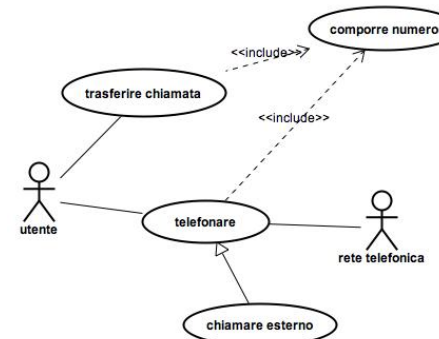 comporre numero
<<include>>
trasferire chiamata
<<include>>
utente
telefonare
rete telefonica
chiamare esterno